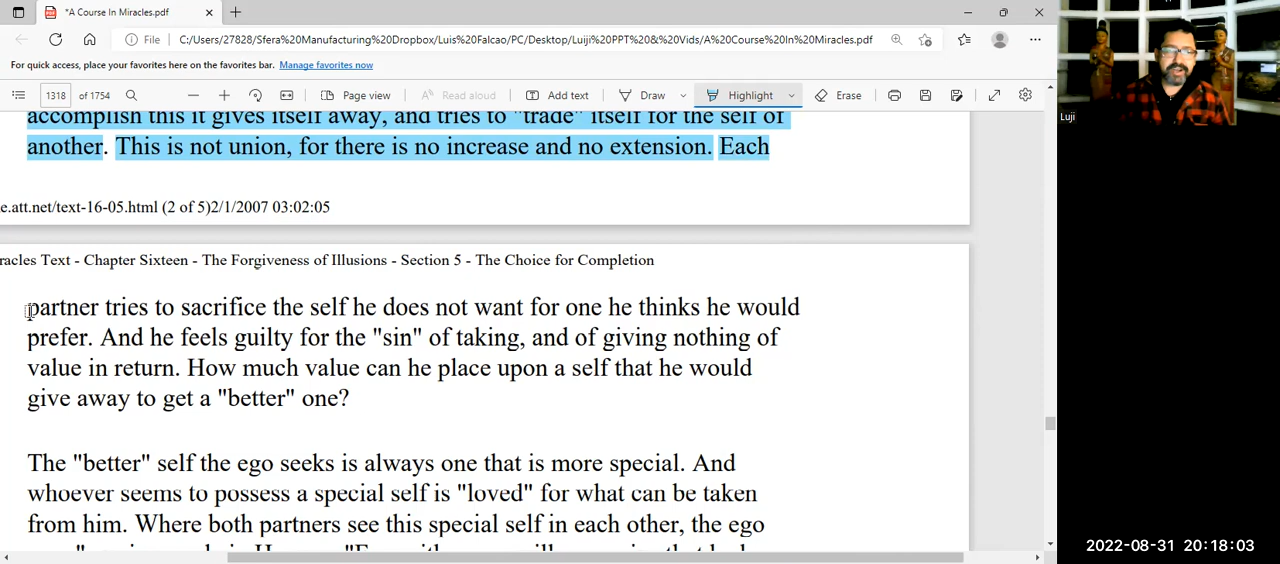 *A Course In Miracles.pdf
File C:/Users/27828/Sfera%20Manufacturing%20Dropbox/Luis%20Falc%20/PC/Desktop/Luiji%20PPT%20&%20Vids/A%20Course%20In%20Miracles.pdf
For quick access, place your favorites here on the favorites bar. Manage favorites now
1318 of 1754 Page view Read aloud Add text Draw Highlight Erase
accomplish this it gives itself away, and tries to "trade" itself for the self of
another. This is not union, for there is no increase and no extension. Each
e.att.net/text-16-05.html (2 of 5)2/1/2007 03:02:05
racles Text - Chapter Sixteen - The Forgiveness of Illusions - Section 5 - The Choice for Completion
partner tries to sacrifice the self he does not want for one he thinks he would
prefer. And he feels guilty for the "sin" of taking, and of giving nothing of
value in return. How much value can he place upon a self that he would
give away to get a "better" one?
The "better" self the ego seeks is always one that is more special. And
whoever seems to possess a special self is "loved" for what can be taken
from him. Where both partners see this special self in each other, the ego
Luji
2022-08-31 20:18:03